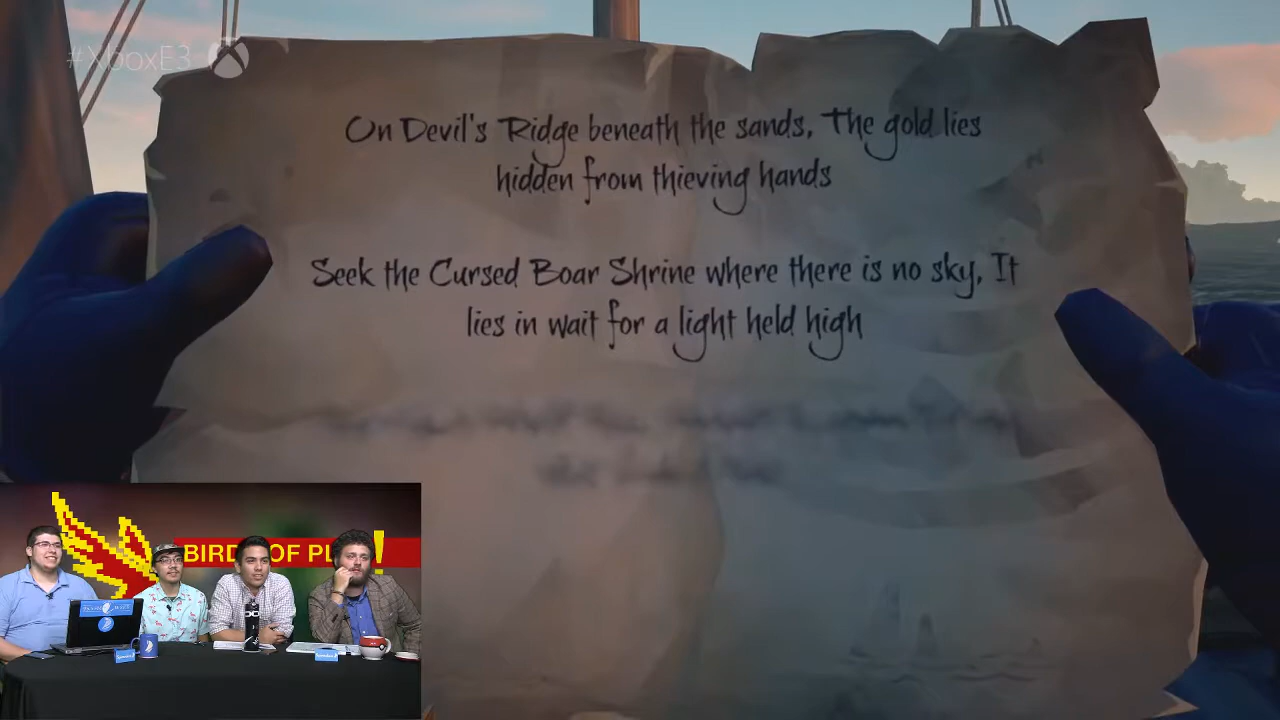 #XboxE3
On Devil's Ridge beneath the sands, The gold lies
hidden from thieving hands
Seek the Cursed Boar Shrine where there is no sky, It
lies in wait for a light held high
BIRD OF PL !